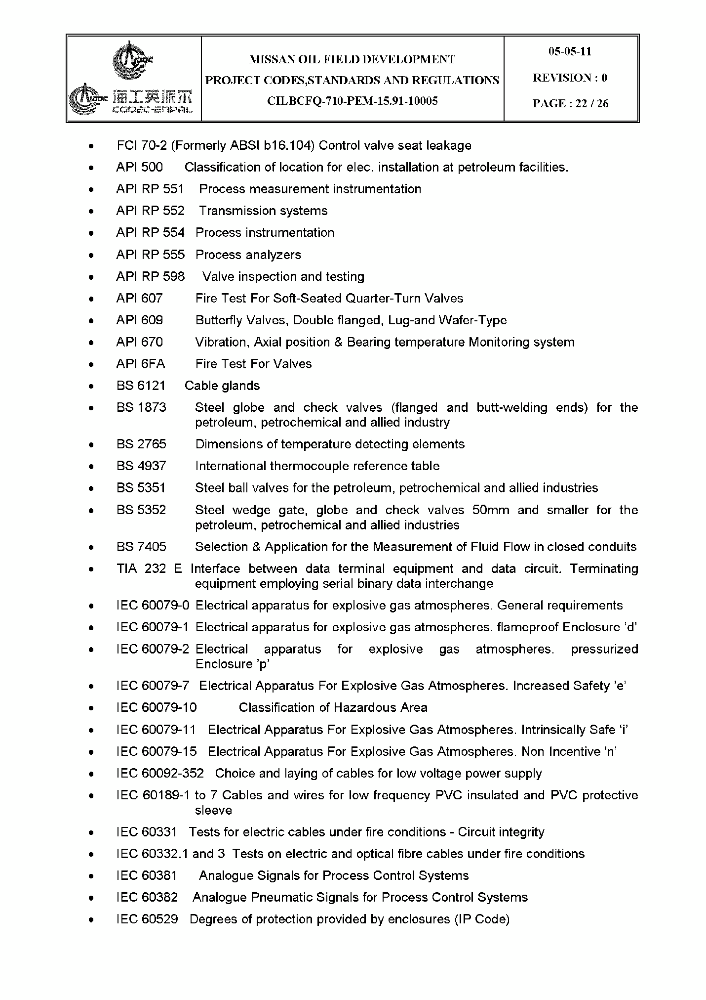 海工英派尔
COOEC-ENPAL
MISSAN OIL FIELD DEVELOPMENT
PROJECT CODES,STANDARDS AND REGULATIONS
CILBCFQ-710-PEM-15.91-10005
05-05-11
REVISION : 0
PAGE : 22 / 26
• FCI 70-2 (Formerly ABSI b16.104) Control valve seat leakage
• API 500 Classification of location for elec. installation at petroleum facilities.
• API RP 551 Process measurement instrumentation
• API RP 552 Transmission systems
• API RP 554 Process instrumentation
• API RP 555 Process analyzers
• API RP 598 Valve inspection and testing
• API 607 Fire Test For Soft-Seated Quarter-Turn Valves
• API 609 Butterfly Valves, Double flanged, Lug-and Wafer-Type
• API 670 Vibration, Axial position & Bearing temperature Monitoring system
• API 6FA Fire Test For Valves
• BS 6121 Cable glands
• BS 1873 Steel globe and check valves (flanged and butt-welding ends) for the
petroleum, petrochemical and allied industry
• BS 2765 Dimensions of temperature detecting elements
• BS 4937 International thermocouple reference table
• BS 5351 Steel ball valves for the petroleum, petrochemical and allied industries
• BS 5352 Steel wedge gate, globe and check valves 50mm and smaller for the
petroleum, petrochemical and allied industries
• BS 7405 Selection & Application for the Measurement of Fluid Flow in closed conduits
• TIA 232 E Interface between data terminal equipment and data circuit. Terminating
equipment employing serial binary data interchange
• IEC 60079-0 Electrical apparatus for explosive gas atmospheres. General requirements
• IEC 60079-1 Electrical apparatus for explosive gas atmospheres. flameproof Enclosure ’d’
• IEC 60079-2 Electrical apparatus for explosive gas atmospheres. pressurized
Enclosure ’p’
• IEC 60079-7 Electrical Apparatus For Explosive Gas Atmospheres. Increased Safety ’e’
• IEC 60079-10 Classification of Hazardous Area
• IEC 60079-11 Electrical Apparatus For Explosive Gas Atmospheres. Intrinsically Safe ‘i’
• IEC 60079-15 Electrical Apparatus For Explosive Gas Atmospheres. Non Incentive 'n’
• IEC 60092-352 Choice and laying of cables for low voltage power supply
• IEC 60189-1 to 7 Cables and wires for low frequency PVC insulated and PVC protective
sleeve
• IEC 60331 Tests for electric cables under fire conditions - Circuit integrity
• IEC 60332.1 and 3 Tests on electric and optical fibre cables under fire conditions
• IEC 60381 Analogue Signals for Process Control Systems
• IEC 60382 Analogue Pneumatic Signals for Process Control Systems
• IEC 60529 Degrees of protection provided by enclosures (IP Code)